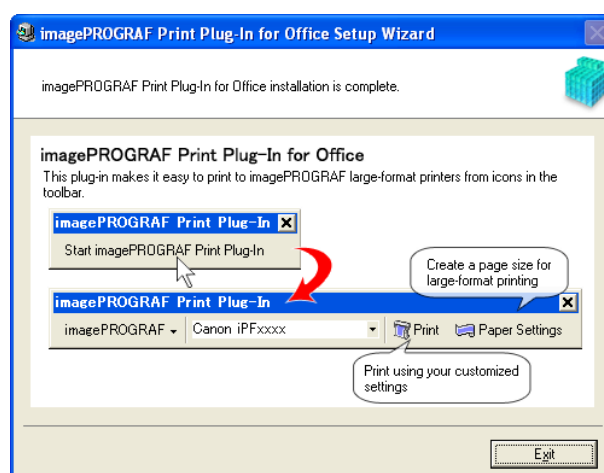 imagePROGRAF Print Plug-In for Office Setup Wizard
imagePROGRAF Print Plug-In for Office installation is complete.
imagePROGRAF Print Plug-In for Office
This plug-in makes it easy to print to imagePROGRAF large-format printers from icons in the
toolbar.
imagePROGRAF Print Plug-In
Start imagePROGRAF Print Plug-In
Create a page size for
large-format printing
imagePROGRAF Print Plug-In
imagePROGRAF
Canon iPFxxxx
Print
Paper Settings
Print using your customized
settings
Exit